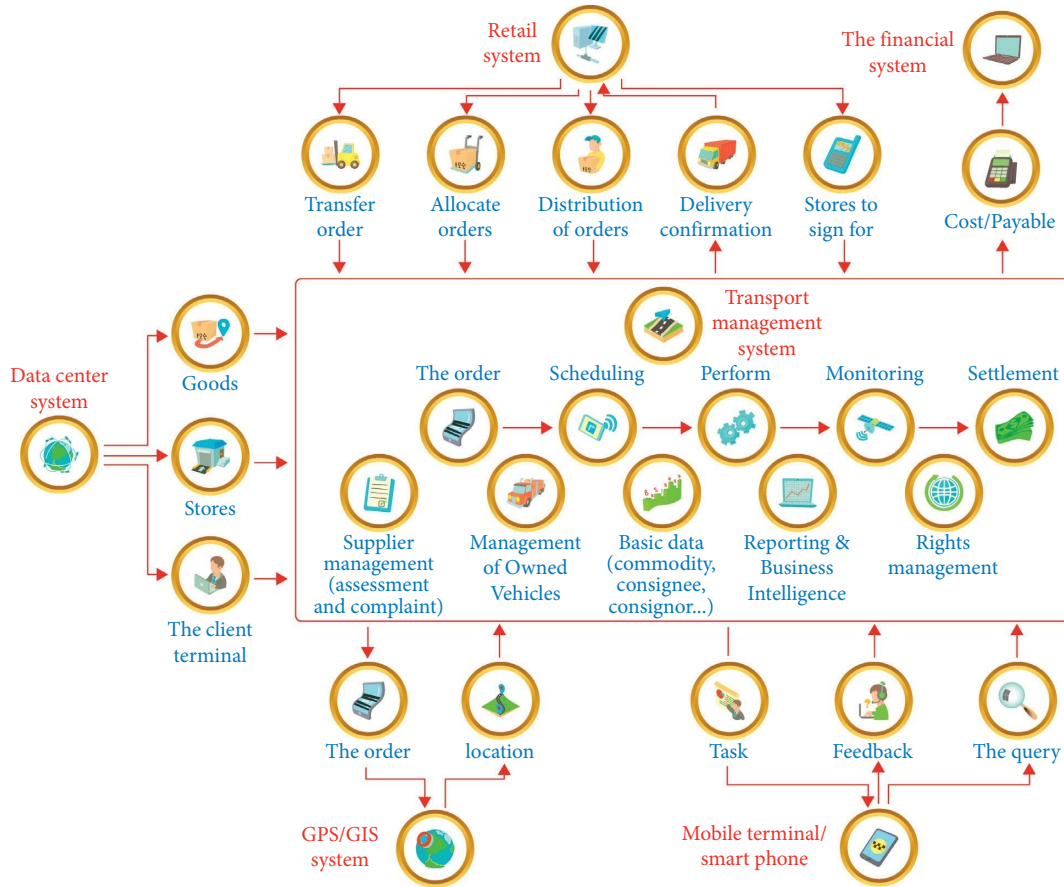 Retail
system
The financial
system
Transfer
order
Allocate
orders
Distribution
of orders
Delivery
confirmation
Stores to
sign for
Cost/Payable
Data center
system
Goods
Stores
The client
terminal
Transport
management
system
The order
Scheduling
Perform
Monitoring
Settlement
Supplier
management
(assessment
and complaint)
Management
of Owned
Vehicles
Basic data
(commodity,
consignee,
consignor...)
Reporting &
Business
Intelligence
Rights
management
The order
location
Task
Feedback
The query
GPS/GIS
system
Mobile terminal/
smart phone